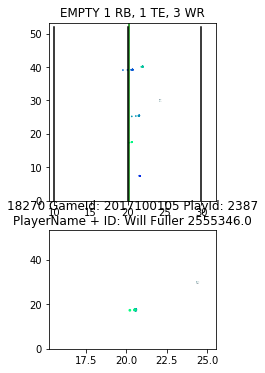 EMPTY 1 RB, 1 TE, 3 WR
50
40
30
20
10
0
10 15 20 25 30
18270 GameId: 2017100105 PlayId: 2387
PlayerName + ID: Will Fuller 2555346.0
40
20
0
17.5 20.0 22.5 25.0